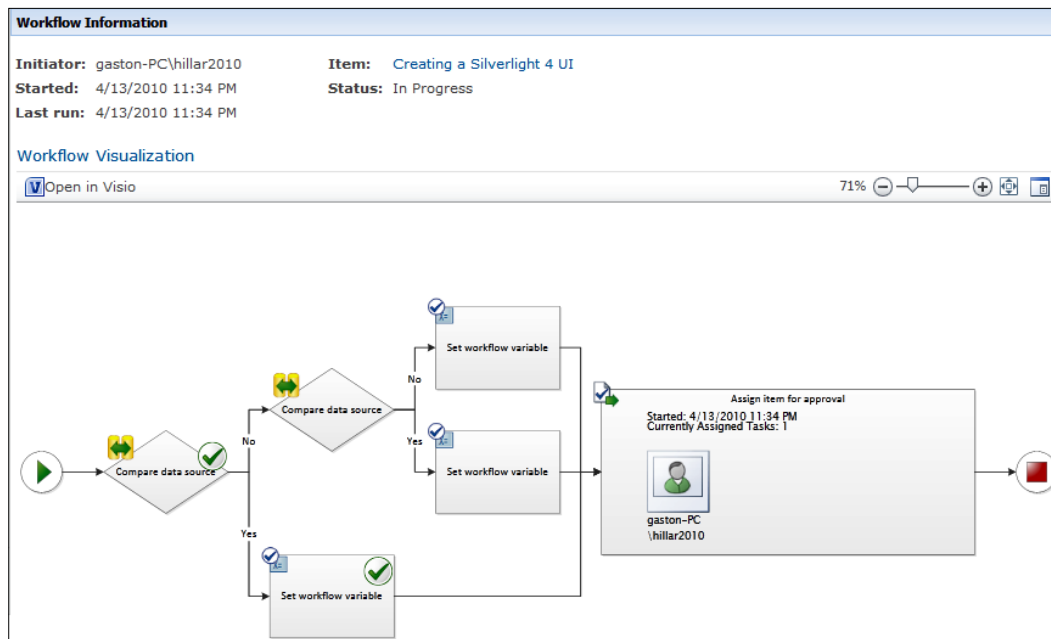 Workflow Information
Initiator: gaston-PC\hillar2010 Item: Creating a Silverlight 4 UI
Started: 4/13/2010 11:34 PM Status: In Progress
Last run: 4/13/2010 11:34 PM
Workflow Visualization
V Open in Visio 71%
Set workflow variable
No
Compare data source
Yes
Set workflow variable
No
Compare data source
Yes
Set workflow variable
Assign item for approval
Started: 4/13/2010 11:34 PM
Currently Assigned Tasks: 1
gaston-PC
\hillar2010